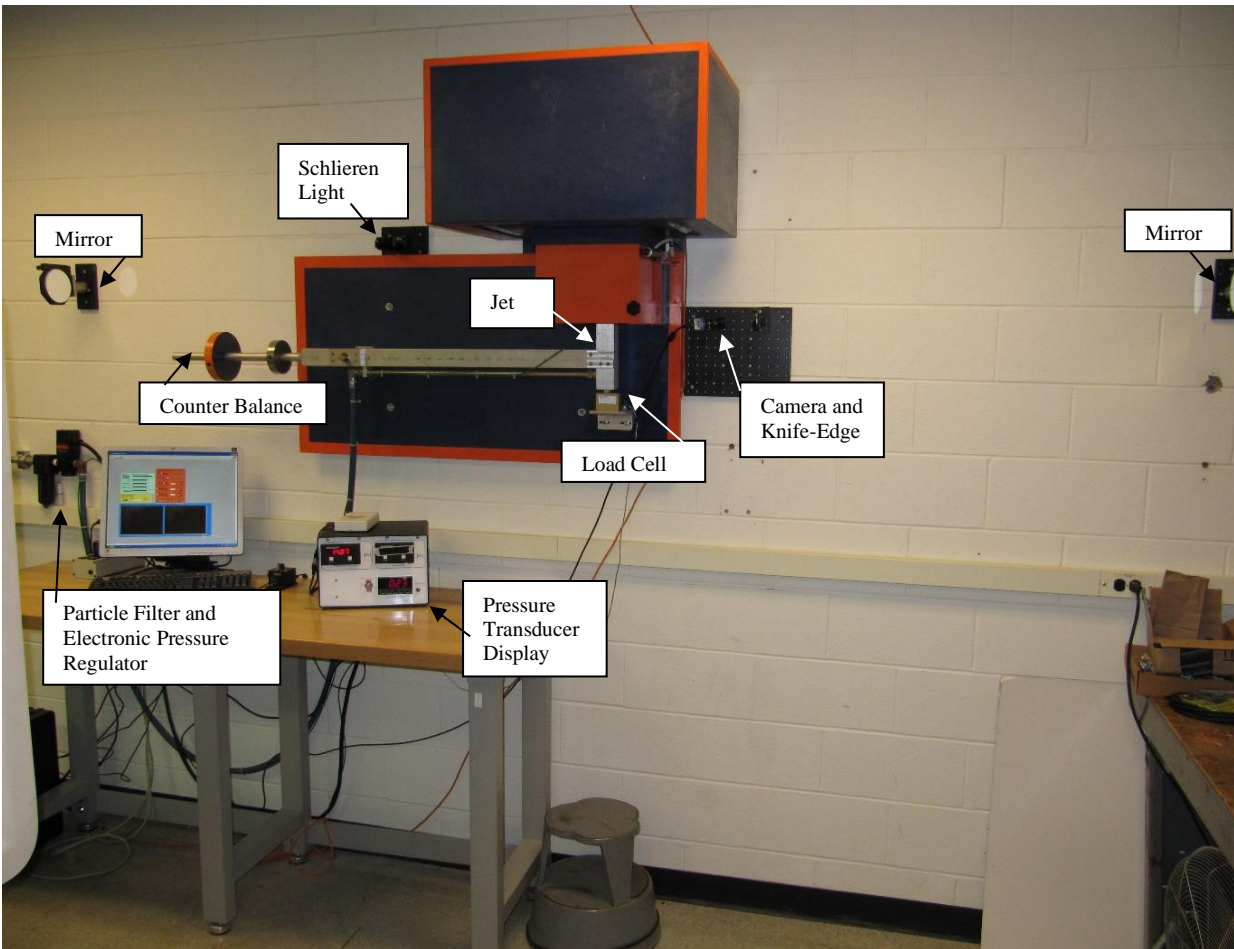 Schlieren
Light
Mirror
Mirror
Jet
Counter Balance
Camera and
Knife-Edge
Load Cell
Particle Filter and
Electronic Pressure
Regulator
Pressure
Transducer
Display